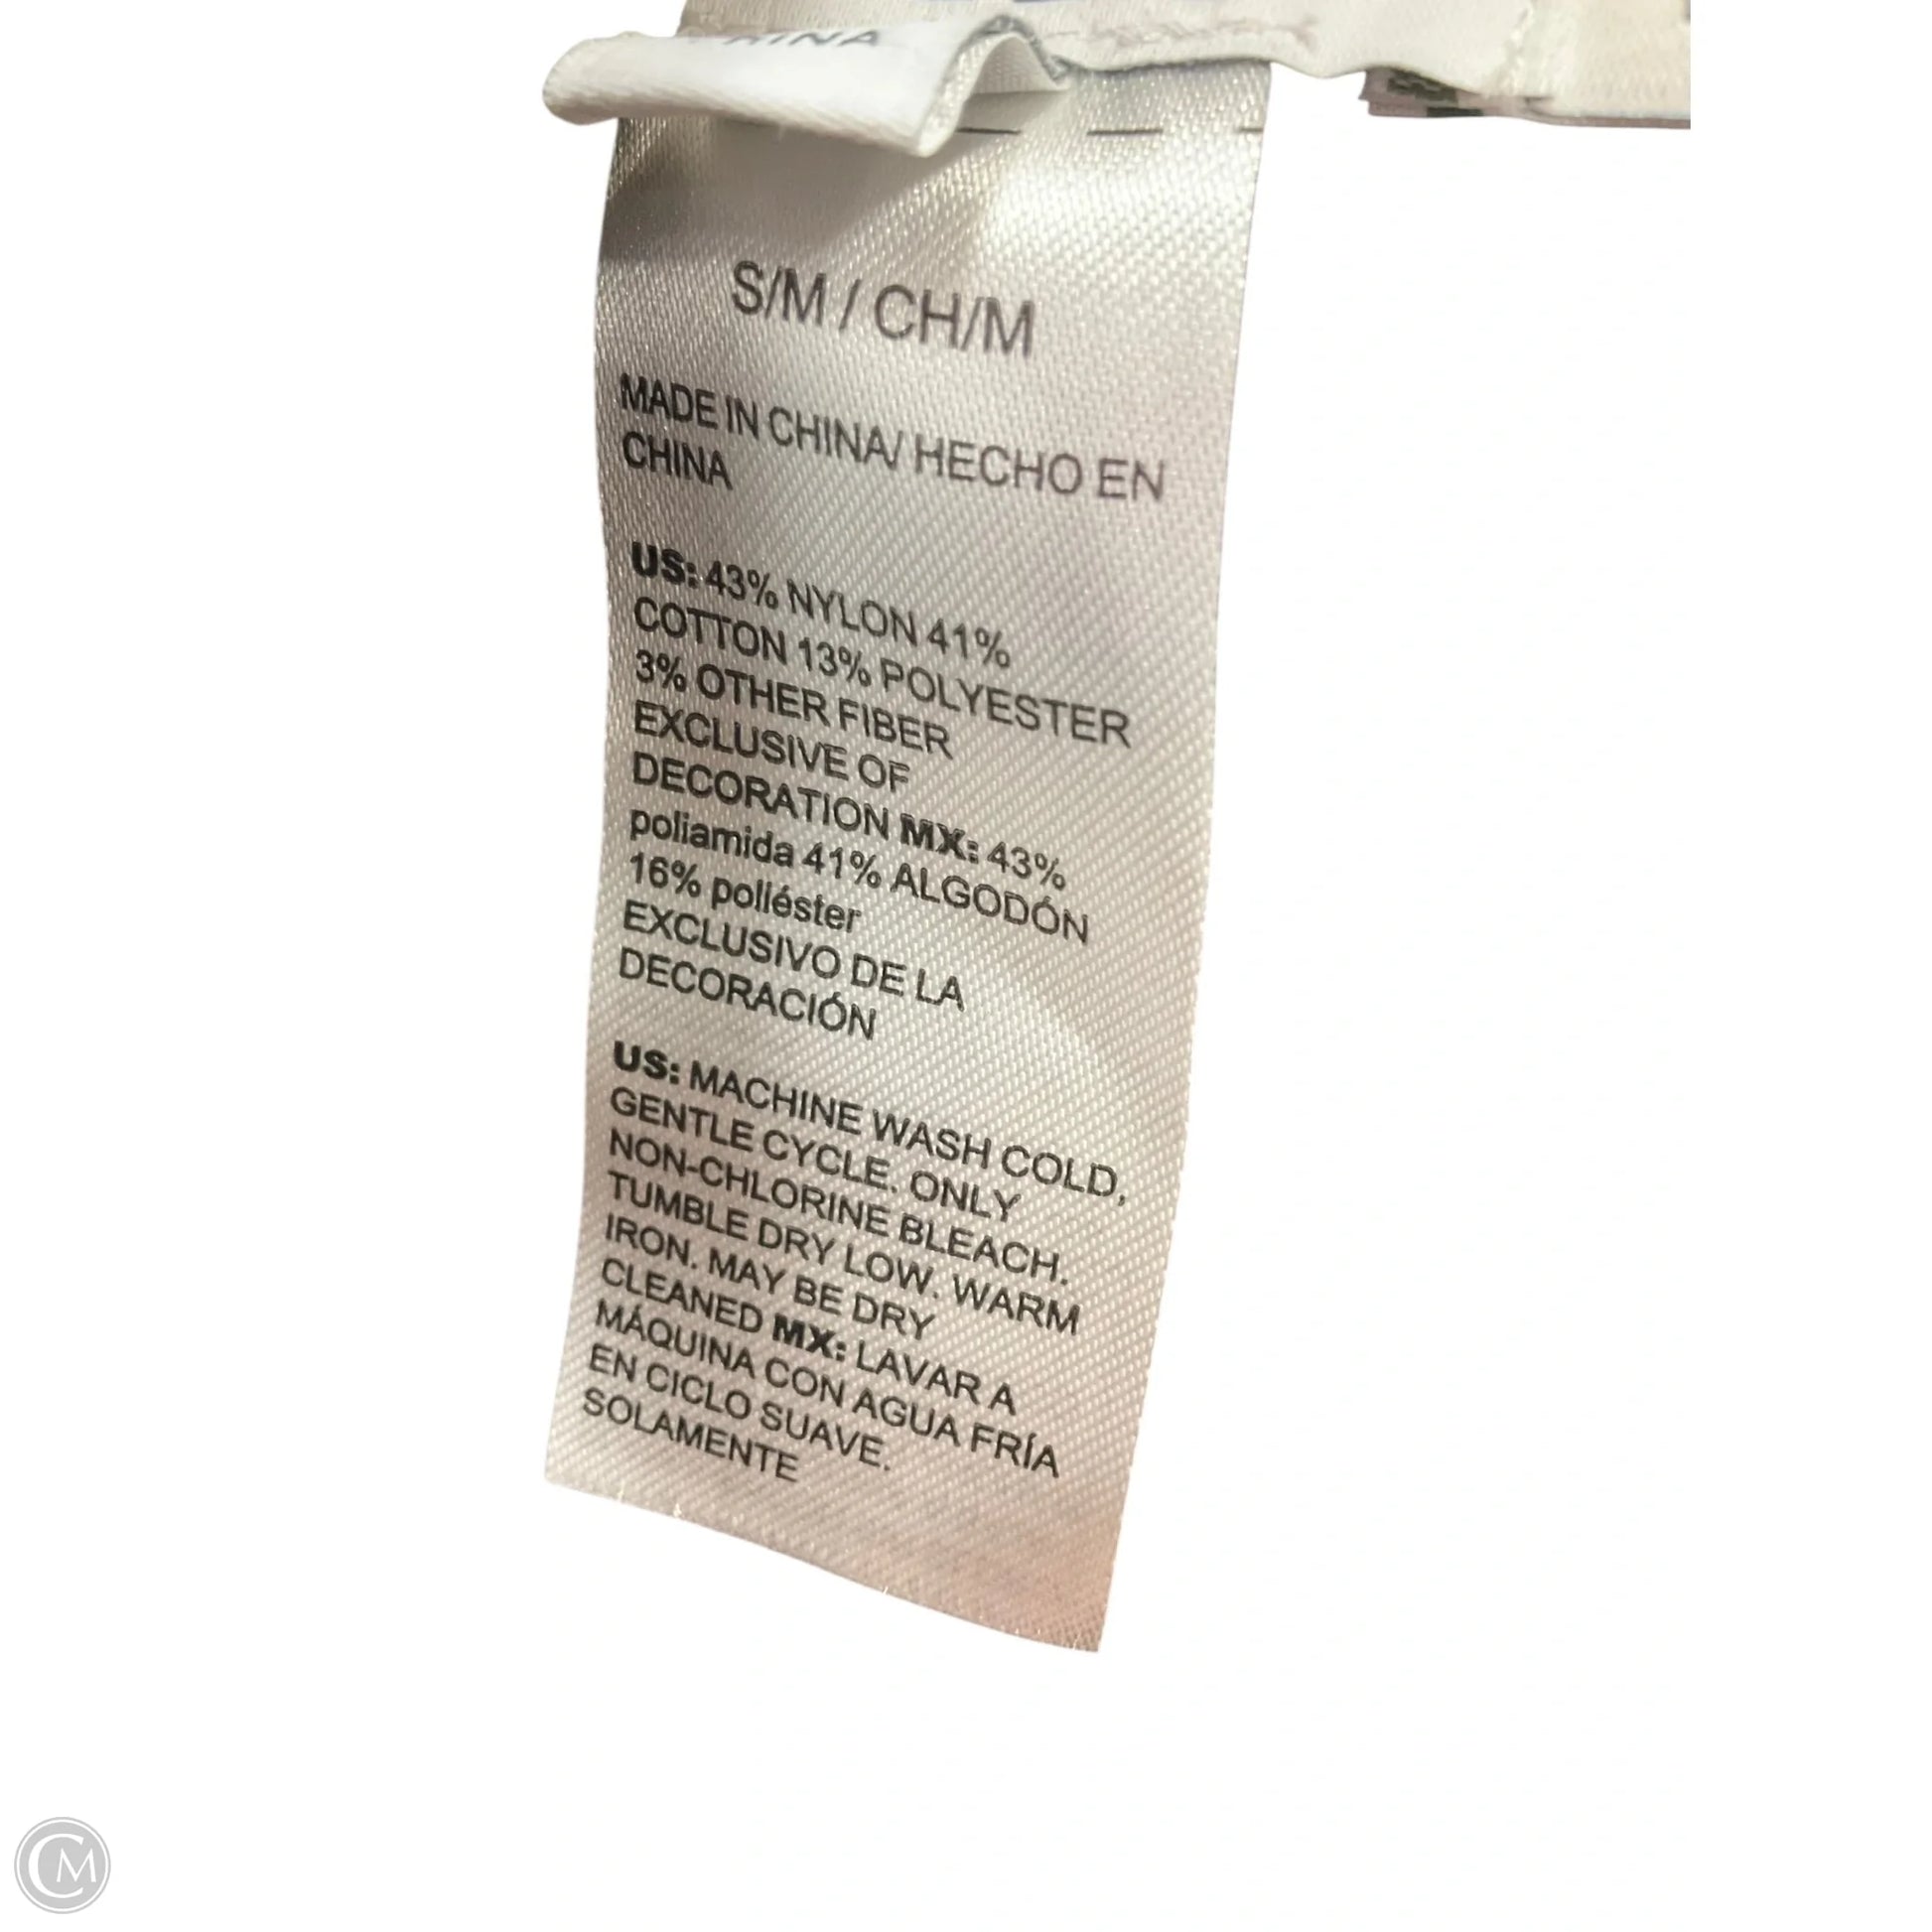 S/M / CH/M
MADE IN CHINA/ HECHO EN
CHINA
US: 43% NYLON 41%
COTTON 13% POLYESTER
3% OTHER FIBER
EXCLUSIVE OF
DECORATION MX: 43%
poliamida 41% ALGODÓN
16% poliéster
EXCLUSIVO DE LA
DECORACIÓN
US: MACHINE WASH COLD,
GENTLE CYCLE. ONLY
NON-CHLORINE BLEACH.
TUMBLE DRY LOW. WARM
IRON. MAY BE DRY
CLEANED MX: LAVAR A
MÁQUINA CON AGUA FRÍA
EN CICLO SUAVE.
SOLAMENTE
CM